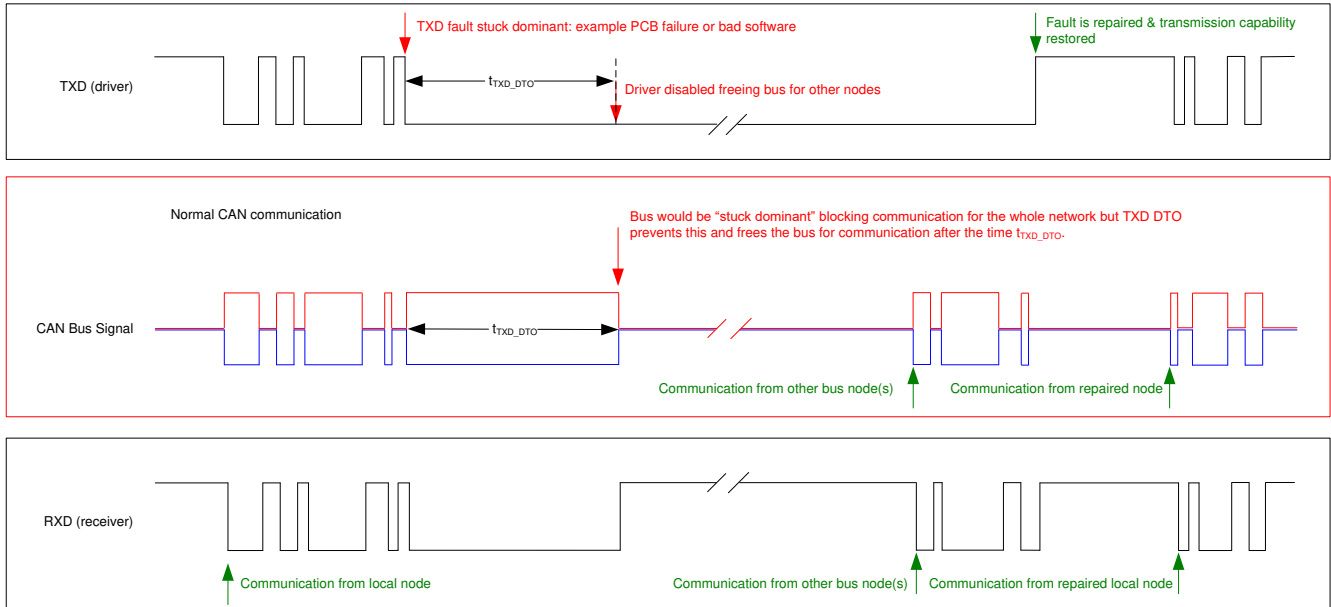 TXD fault stuck dominant: example PCB failure or bad software
Fault is repaired & transmission capability
restored
TXD (driver)
tTXD_DTO
Driver disabled freeing bus for other nodes
Normal CAN communication
Bus would be “stuck dominant” blocking communication for the whole network but TXD DTO
prevents this and frees the bus for communication after the time tTXD_DTO.
CAN Bus Signal
tTXD_DTO
Communication from other bus node(s)
Communication from repaired node
RXD (receiver)
Communication from local node
Communication from other bus node(s)
Communication from repaired local node